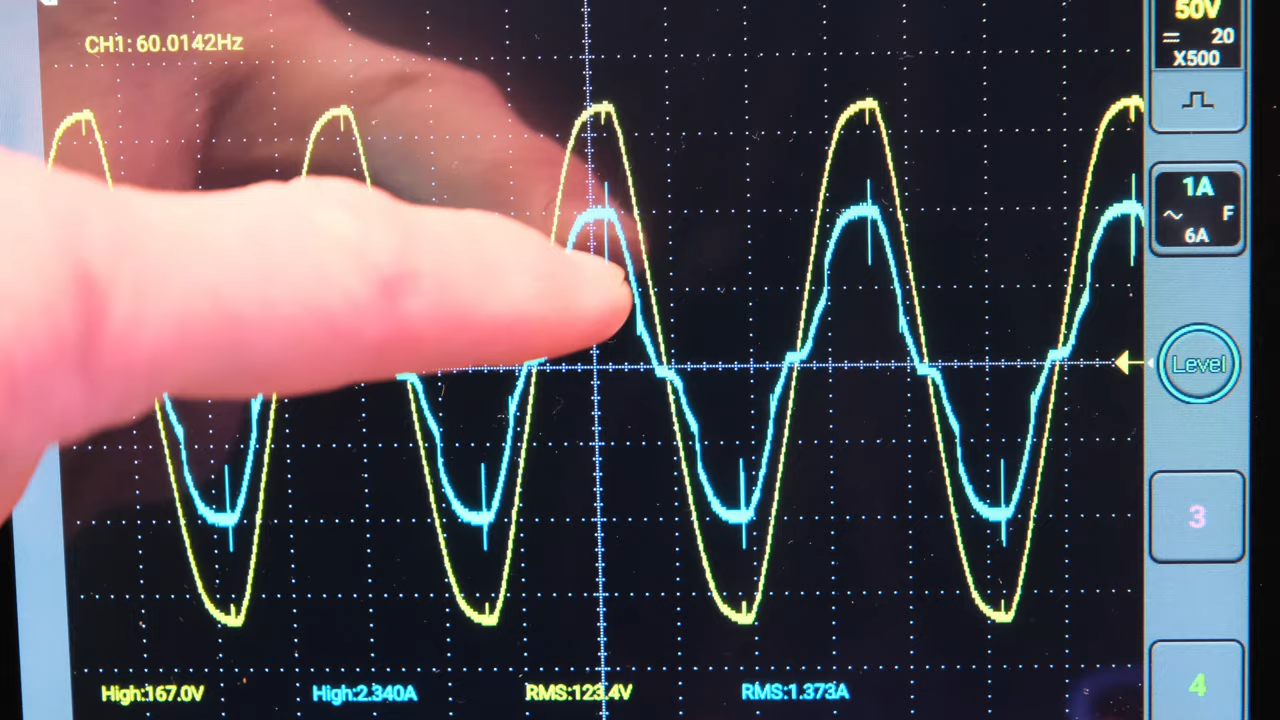 CH1: 60.0142Hz
50V
20
X500
1A
F
6A
Level
3
4
High:167.0V
High:2.340A
RMS:123.4V
RMS:1.373A